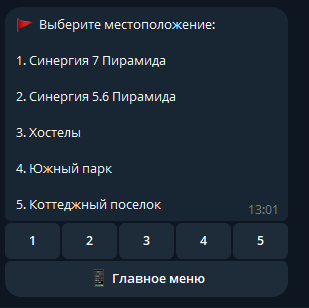 Выберите местоположение:
1. Синергия 7 Пирамида
2. Синергия 5.6 Пирамида
3. Хостелы
4. Южный парк
5. Коттеджный поселок
13:01
1 2 3 4 5
Главное меню